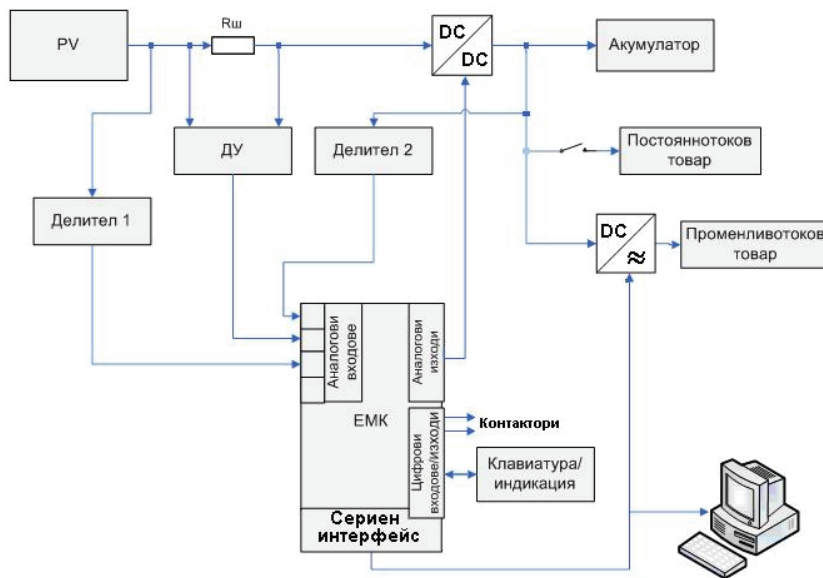 PV
Rш
DC
DC
Акумулатор
ДУ
Делител 2
Постояннотоков
товар
Делител 1
DC
≈
Променливотоков
товар
Аналогови
входове
Аналогови
изходи
ЕМК
Цифрови
входове/изходи
Контактори
Клавиатура/
индикация
Сериен
интерфейс